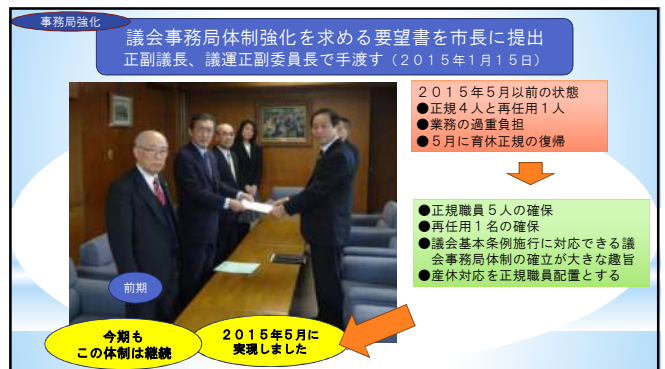 事務局強化
議会事務局体制強化を求める要望書を市長に提出
正副議長、議運正副委員長で手渡す（２０１５年１月１５日）
２０１５年５月以前の状態
●正規４人と再任用１人
●業務の過重負担
●５月に育休正規の復帰
●正規職員５人の確保
●再任用１名の確保
●議会基本条例施行に対応できる議
会事務局体制の確立が大きな趣旨
●産休対応を正規職員配置とする
前期
今期も
この体制は継続
２０１５年５月に
実現しました